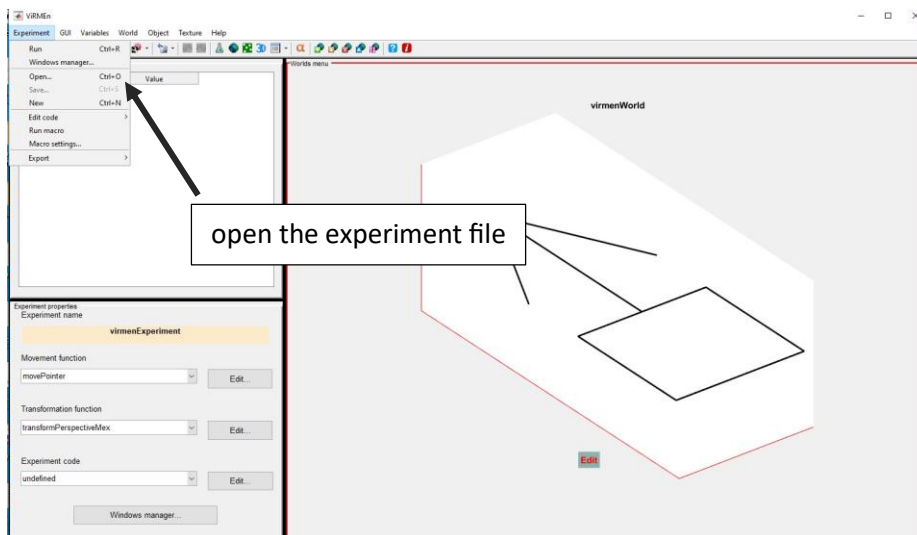 ViRMEn
Experiment GUI Variables World Object Texture Help
Run Ctrl+R
Windows manager...
Open... Ctrl+O
Save... Ctrl+S
New Ctrl+N
Edit code
Run macro
Macro settings...
Export
Value
Worlds menu
virmenWorld
open the experiment file
Experiment properties
Experiment name
virmenExperiment
Movement function
movePointer Edit...
Transformation function
transformPerspectiveMex Edit...
Experiment code
undefined Edit...
Windows manager...
Edit